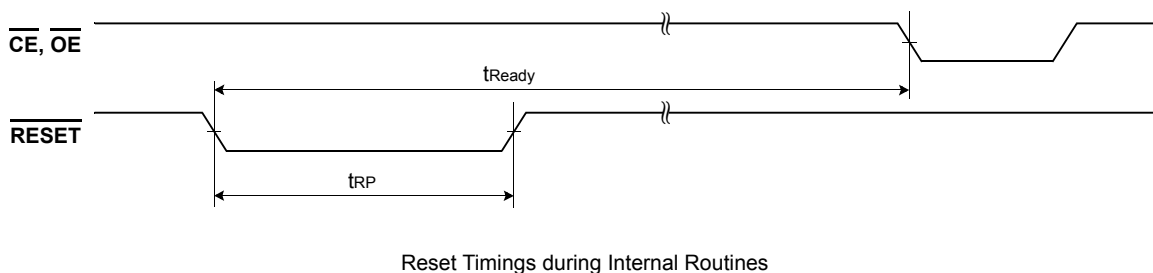 CE, OE
tReady
RESET
tRP
Reset Timings during Internal Routines